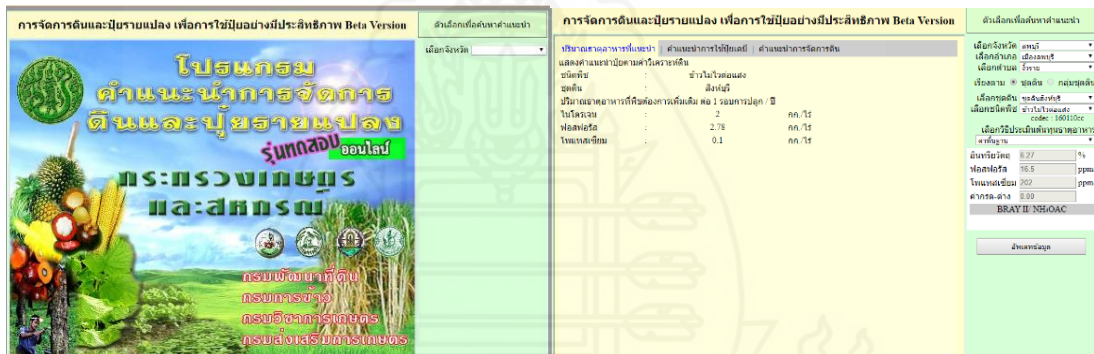 การจัดการดินและปุ๋ยรายแปลง เพื่อการใช้ปุ๋ยอย่างมีประสิทธิภาพ Beta Version
ตัวเลือกเพื่อค้นหาคำแนะนำ
เลือกจังหวัด
โปรแกรม
คำแนะนำการจัดการ
ดินและปุ๋ยรายแปลง
รุ่นทดสอบ ออนไลน์
กระทรวงเกษตร
และสหกรณ์
กรมพัฒนาที่ดิน
กรมการข้าว
กรมวิชาการเกษตร
กรมส่งเสริมการเกษตร
การจัดการดินและปุ๋ยรายแปลง เพื่อการใช้ปุ๋ยอย่างมีประสิทธิภาพ Beta Version
ปริมาณธาตุอาหารที่แนะนำ | คำแนะนำการใช้ปุ๋ยเคมี | คำแนะนำการจัดการดิน
แสดงคำแนะนำปุ๋ยตามค่าวิเคราะห์ดิน
ชนิดพืช : ข้าวไม่ไวต่อแสง
ชุดดิน : สิงห์บุรี
ปริมาณธาตุอาหารที่พืชต้องการเพิ่มเติม ต่อ 1 รอบการปลูก / ปี
ไนโตรเจน : 2 กก./ไร่
ฟอสฟอรัส : 2.78 กก./ไร่
โพแทสเซียม : 0.1 กก./ไร่
ตัวเลือกเพื่อค้นหาคำแนะนำ
เลือกจังหวัด ลพบุรี
เลือกอำเภอ เมืองลพบุรี
เลือกตำบล งิ้วราย
เรียงตาม ชุดดิน กลุ่มชุดดิน
เลือกชุดดิน ชุดดินสิงห์บุรี
เลือกชนิดพืช ข้าวไม่ไวต่อแสง
codec : 160110cc
เลือกวิธีประเมินต้นทุนธาตุอาหาร
ค่าพื้นฐาน
อินทรียวัตถุ 6.27 %
ฟอสฟอรัส 16.5 ppm
โพแทสเซียม 202 ppm
ค่ากรด-ด่าง 0.00
BRAY II/ NH4OAC
อัพเดทข้อมูล